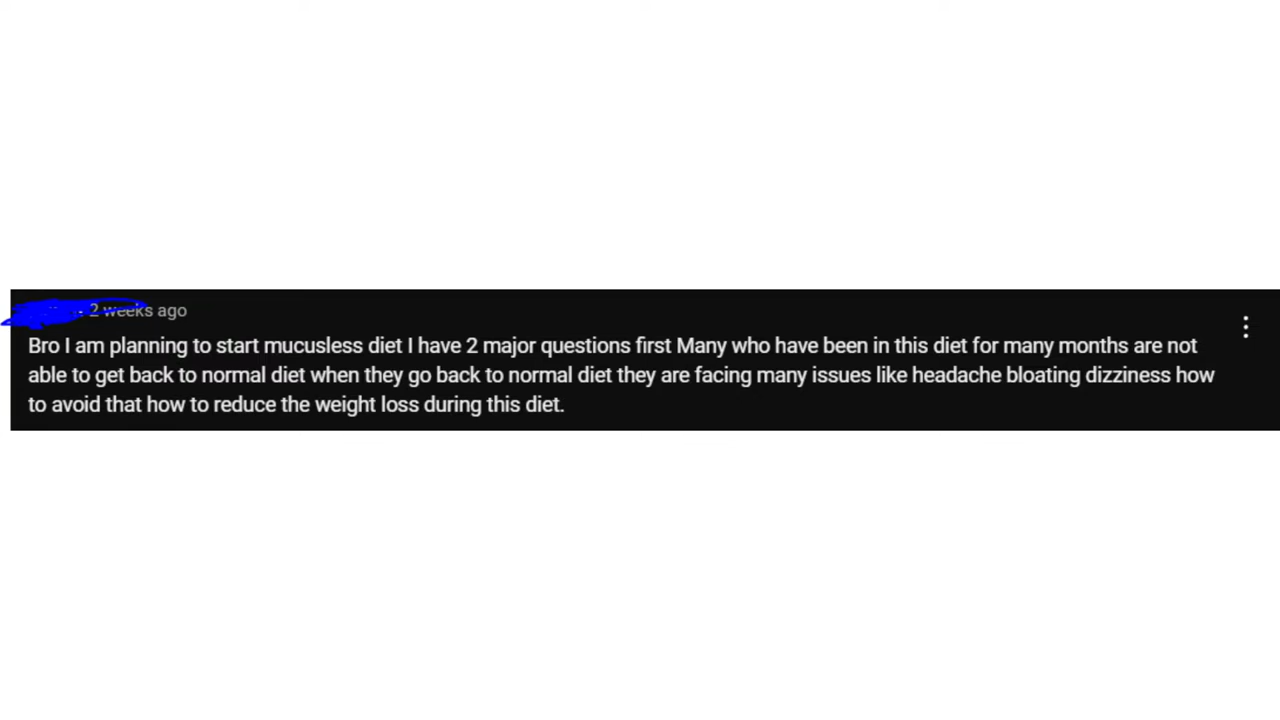 2 weeks ago
Bro I am planning to start mucusless diet I have 2 major questions first Many who have been in this diet for many months are not
able to get back to normal diet when they go back to normal diet they are facing many issues like headache bloating dizziness how
to avoid that how to reduce the weight loss during this diet.